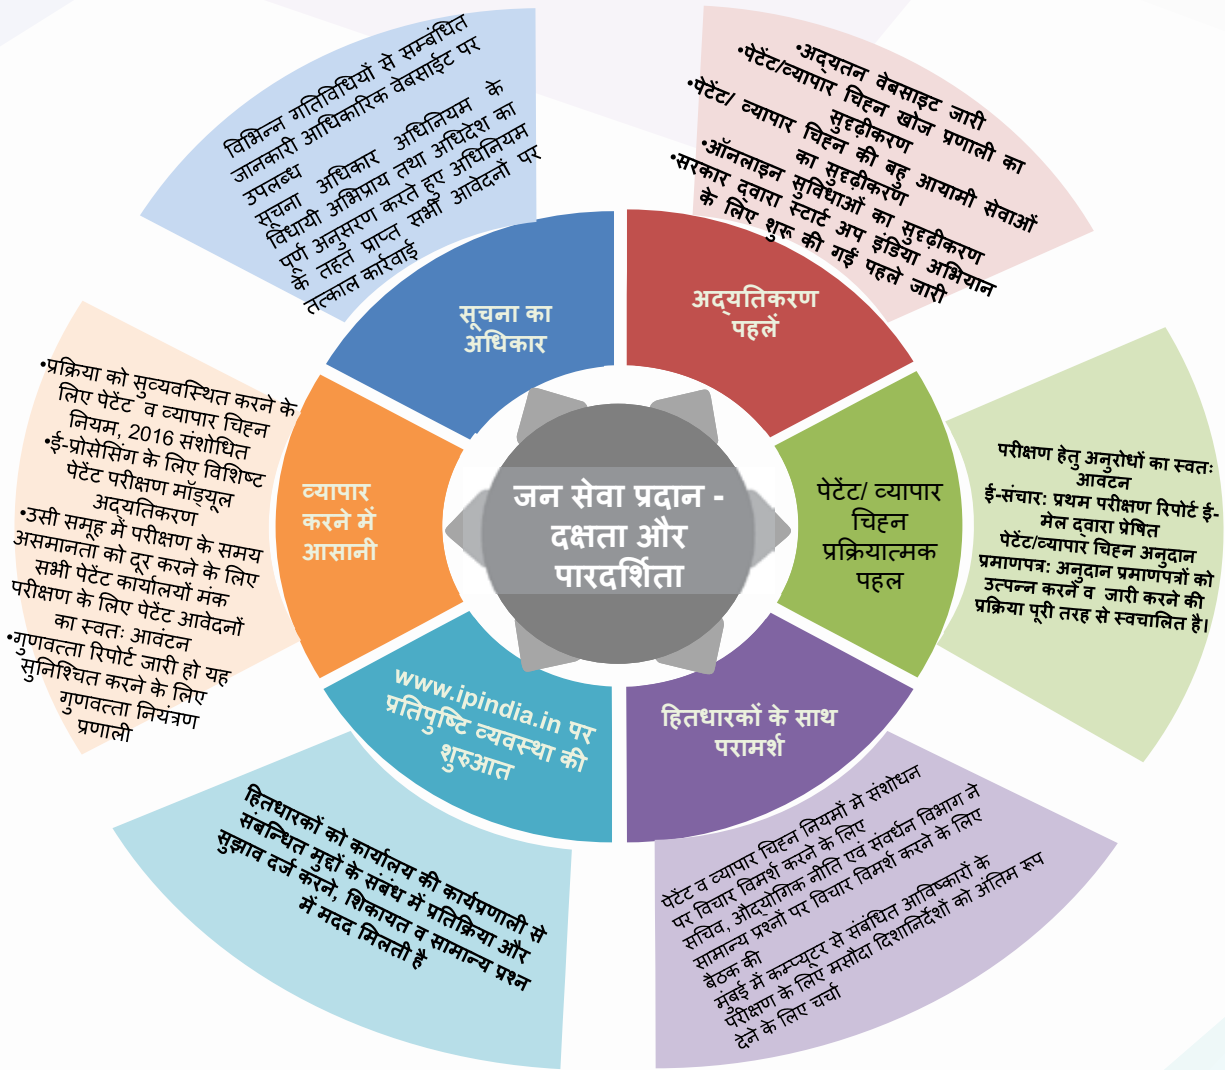 विभिन्न गतिविधियों से सम्बंधित
जानकारी आधिकारिक वेबसाईट पर
उपलब्ध
सूचना अधिकार अधिनियम के
विधायी अभिप्राय तथा अधिदेश का
पूर्ण अनुसरण करते हुए अधिनियम
के तहत प्राप्त सभी आवेदनों पर
तत्काल कार्रवाई
•अद्यतन वेबसाइट जारी
•पेटेंट/व्यापार चिह्न खोज प्रणाली का
सुदृढ़ीकरण
•पेटेंट/ व्यापार चिह्न की बहु आयामी सेवाओं
का सुदृढ़ीकरण
•ऑनलाइन सुविधाओं का सुदृढ़ीकरण
•सरकार द्वारा स्टार्ट अप इंडिया अभियान
के लिए शुरू की गई पहले जारी
सूचना का
अधिकार
अद्यतिकरण
पहलें
•प्रक्रिया को सुव्यवस्थित करने के
लिए पेटेंट व व्यापार चिह्न
नियम, 2016 संशोधित
•ई-प्रोसेसिंग के लिए विशिष्ट
पेटेंट परीक्षण मॉड्यूल
अद्यतिकरण
•उसी समूह में परीक्षण के समय
असमानता को दूर करने के लिए
सभी पेटेंट कार्यालयों मंक
परीक्षण के लिए पेटेंट आवेदनों
का स्वतः आवंटन
•गुणवत्ता रिपोर्ट जारी हो यह
सुनिश्चित करने के लिए
गुणवत्ता नियंत्रण
प्रणाली
व्यापार
करने में
आसानी
जन सेवा प्रदान -
दक्षता और
पारदर्शिता
पेटेंट/ व्यापार
चिह्न
प्रक्रियात्मक
पहल
परीक्षण हेतु अनुरोधों का स्वतः
आवंटन
ई-संचार: प्रथम परीक्षण रिपोर्ट ई-
मेल द्वारा प्रेषित
पेटेंट/व्यापार चिह्न अनुदान
प्रमाणपत्र: अनुदान प्रमाणपत्रों को
उत्पन्न करने व जारी करने की
प्रक्रिया पूरी तरह से स्वचालित है।
www.ipindia.in पर
प्रतिपुष्टि व्यवस्था की
शुरुआत
हितधारकों के साथ
परामर्श
हितधारकों को कार्यालय की कार्यप्रणाली से
संबन्धित मुद्दों के संबंध में प्रतिक्रिया और
सुझाव दर्ज करने, शिकायत व सामान्य प्रश्न
में मदद मिलती है
पेटेंट व व्यापार चिह्न नियमों में संशोधन
पर विचार विमर्श करने के लिए
सचिव, औद्योगिक नीति एवं संवर्धन विभाग ने
सामान्य प्रश्नों पर विचार विमर्श करने के लिए
बैठक की
मुंबई में कम्प्यूटर से संबंधित आविष्कारों के
परीक्षण के लिए मसौदा दिशानिर्देशों को अंतिम रूप
देने के लिए चर्चा